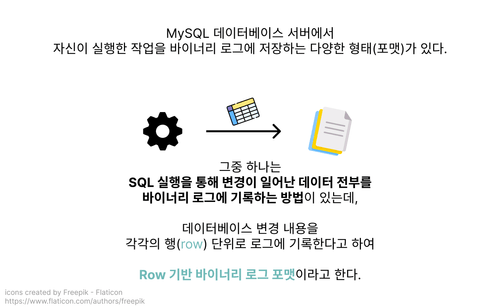 MySQL 데이터베이스 서버에서
자신이 실행한 작업을 바이너리 로그에 저장하는 다양한 형태(포맷)가 있다.
그중 하나는
SQL 실행을 통해 변경이 일어난 데이터 전부를
바이너리 로그에 기록하는 방법이 있는데,
데이터베이스 변경 내용을
각각의 행(row) 단위로 로그에 기록한다고 하여
Row 기반 바이너리 로그 포맷이라고 한다.
icons created by Freepik - Flaticon
https://www.flaticon.com/authors/freepik